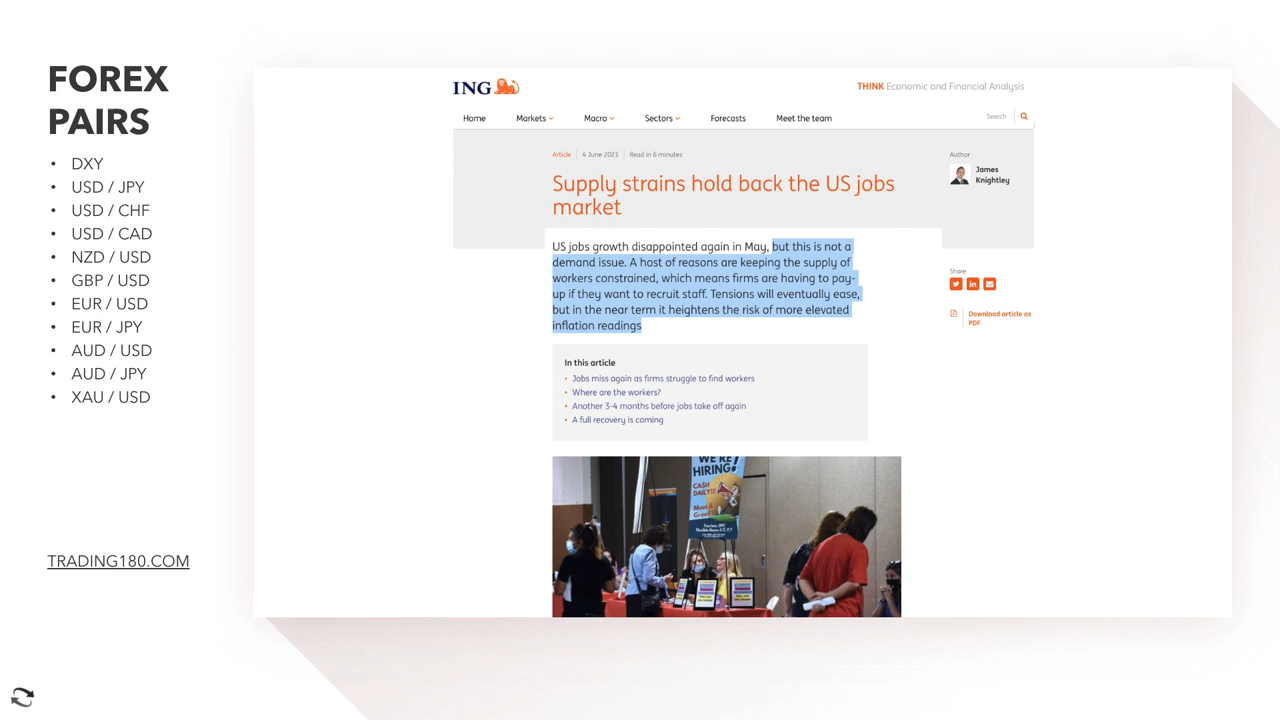 FOREX
PAIRS
• DXY
• USD / JPY
• USD / CHF
• USD / CAD
• NZD / USD
• GBP / USD
• EUR / USD
• EUR / JPY
• AUD / USD
• AUD / JPY
• XAU / USD
TRADING180.COM
ING
THINK Economic and Financial Analysis
Home Markets Macro Sectors Forecasts Meet the team Search
Article 4 June 2021 Read in 6 minutes
Supply strains hold back the US jobs
market
Author
James
Knightley
US jobs growth disappointed again in May, but this is not a
demand issue. A host of reasons are keeping the supply of
workers constrained, which means firms are having to pay-
up if they want to recruit staff. Tensions will eventually ease,
but in the near term it heightens the risk of more elevated
inflation readings
Share
Download article as
PDF
In this article
• Jobs miss again as firms struggle to find workers
• Where are the workers?
• Another 3-4 months before jobs take off again
• A full recovery is coming
WE'RE
HIRING!
CASH
DAILY!!!